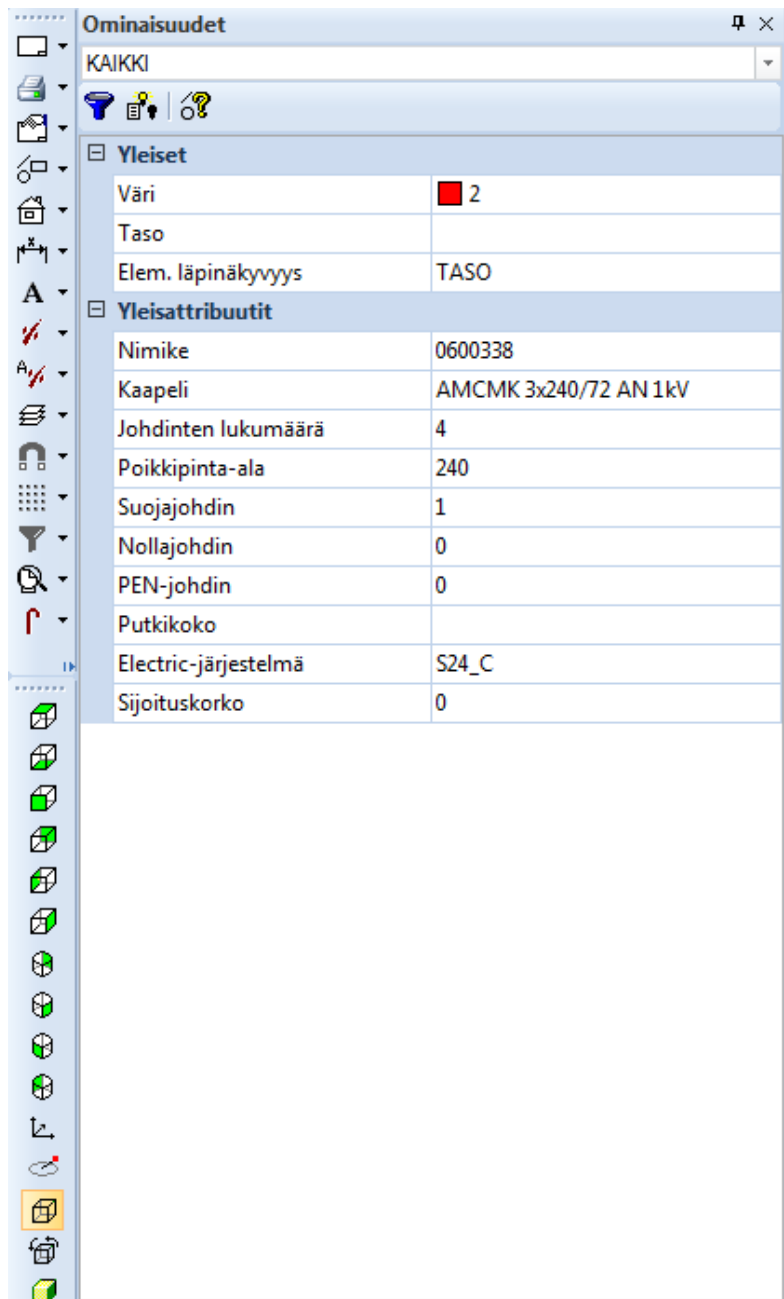 Ominaisuudet
KAIKKI
Yleiset
Väri 2
Taso
Elem. läpinäkyvyys TASO
Yleisattribuutit
Nimike 0600338
Kaapeli AMCMK 3x240/72 AN 1kV
Johdinten lukumäärä 4
Poikkipinta-ala 240
Suojajohdin 1
Nollajohdin 0
PEN-johdin 0
Putkikoko
Electric-järjestelmä S24_C
Sijoituskorko 0